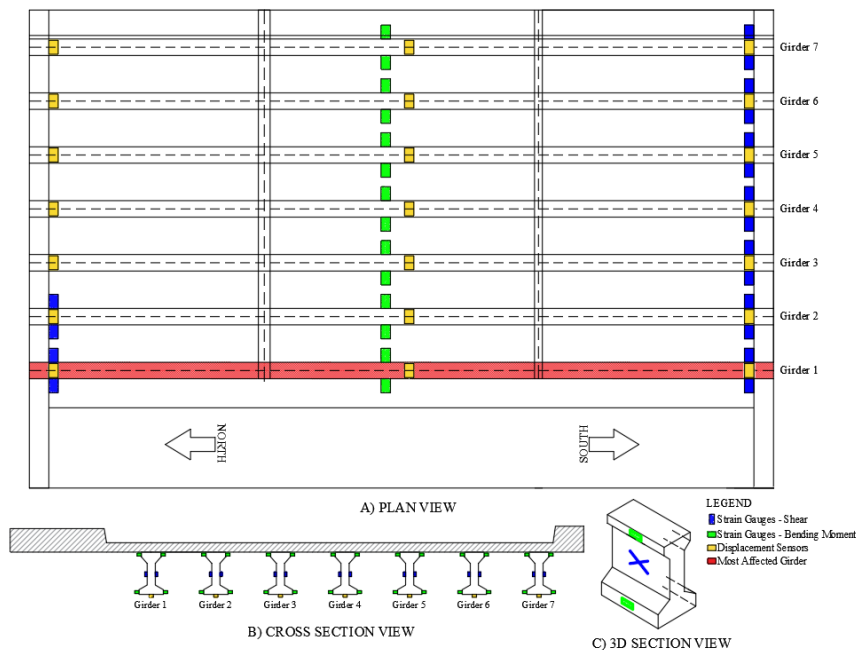 Girder 7
Girder 6
Girder 5
Girder 4
Girder 3
Girder 2
Girder 1
NORTH
SOUTH
A) PLAN VIEW
LEGEND
Strain Gauges - Shear
Strain Gauges - Bending Moment
Displacement Sensors
Most Affected Girder
Girder 1 Girder 2 Girder 3 Girder 4 Girder 5 Girder 6 Girder 7
B) CROSS SECTION VIEW
C) 3D SECTION VIEW